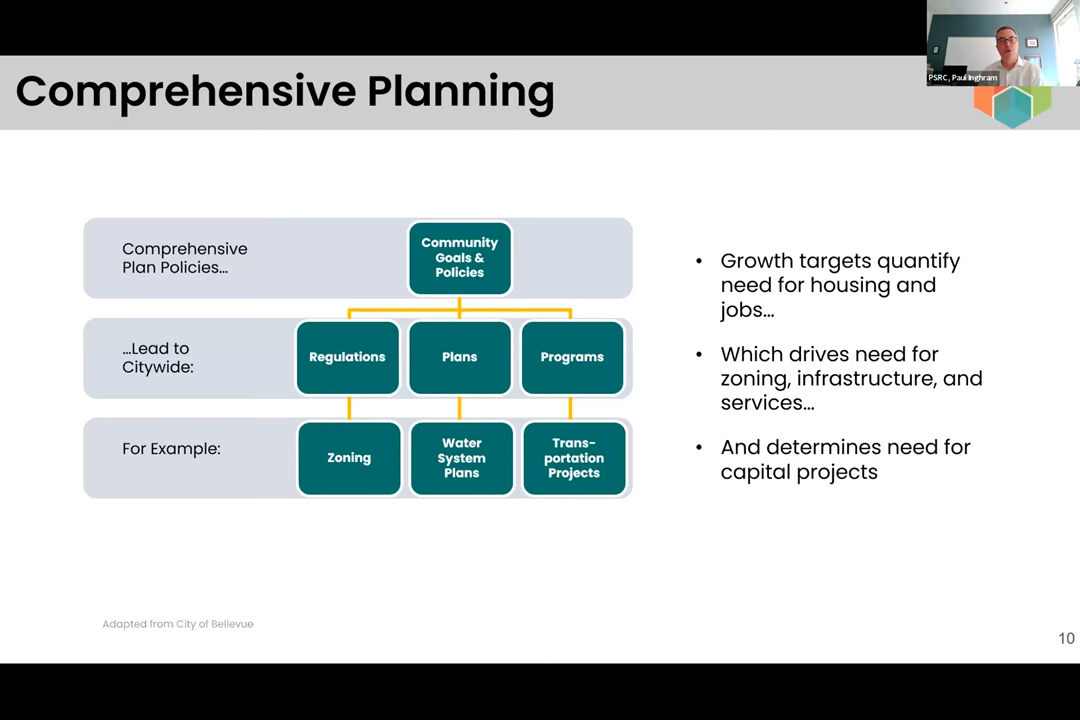 PSRC, Paul Inghram
Comprehensive Planning
Comprehensive
Plan Policies…
Community
Goals &
Policies
…Lead to
Citywide:
Regulations
Plans
Programs
For Example:
Zoning
Water
System
Plans
Trans-
portation
Projects
• Growth targets quantify
need for housing and
jobs…
• Which drives need for
zoning, infrastructure, and
services…
• And determines need for
capital projects
Adapted from City of Bellevue
10